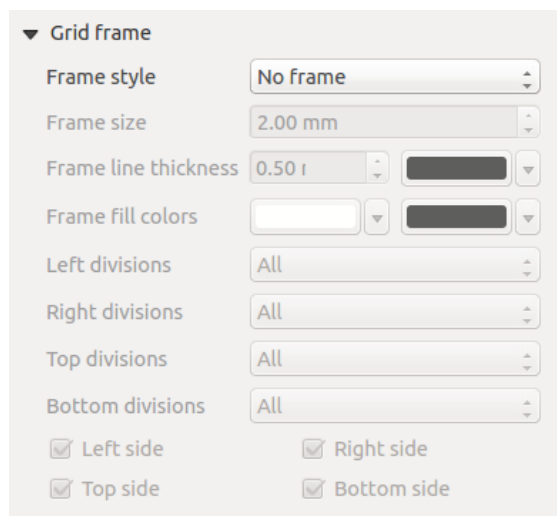 Grid frame
Frame style No frame
Frame size 2.00 mm
Frame line thickness 0.50 r
Frame fill colors
Left divisions All
Right divisions All
Top divisions All
Bottom divisions All
Left side Right side
Top side Bottom side